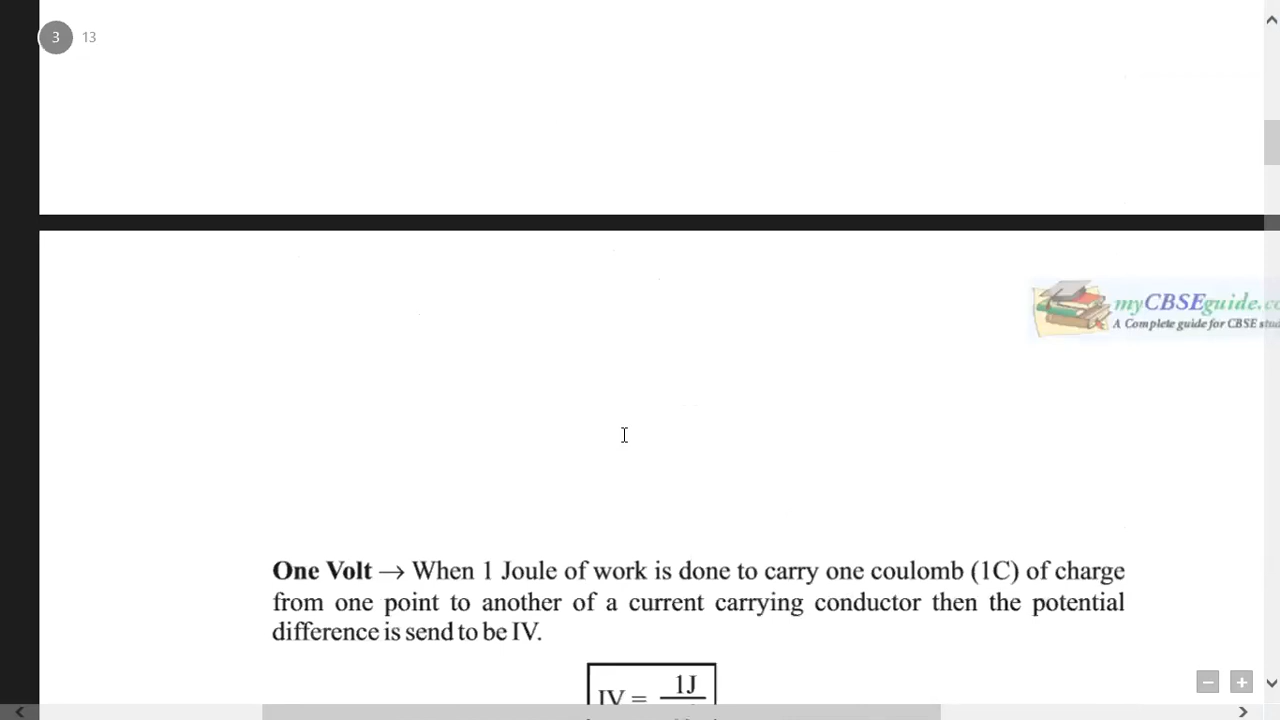 3 13
myCBSEguide.co
A Complete guide for CBSE stud
One Volt → When 1 Joule of work is done to carry one coulomb (1C) of charge
from one point to another of a current carrying conductor then the potential
difference is send to be IV.
IV = 1J